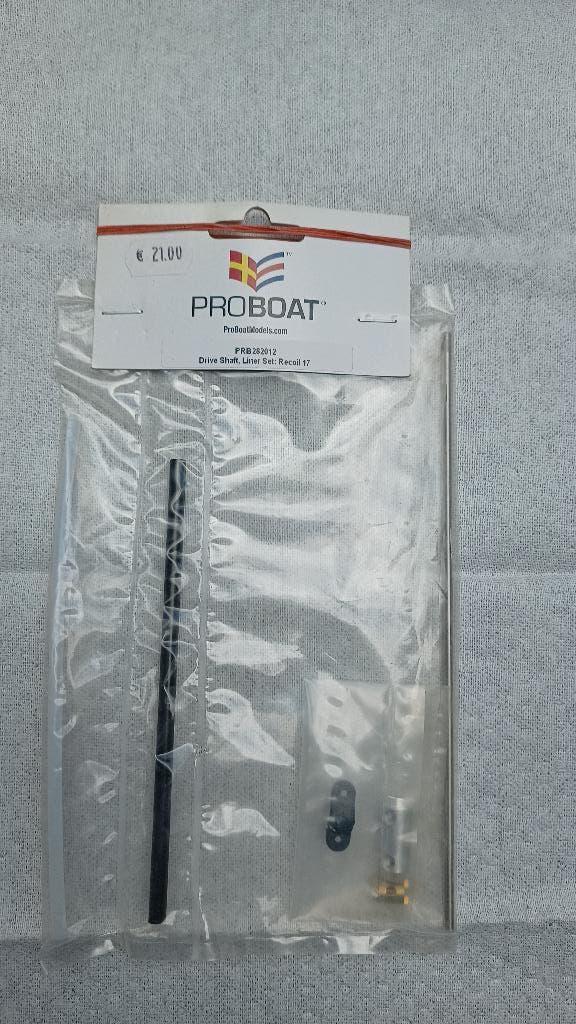 € 21.00
PROBOAT
ProBoatModels.com
PRB282012
Drive Shaft, Liner Set: Recoil 17